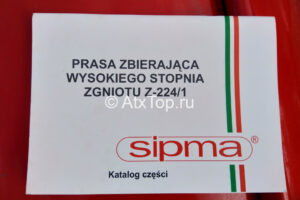 PRASA ZBIERAJĄCA
WYSOKIEGO STOPNIA
ZGNIOTU Z-224/1
© AtxTop.ru
sipma®
Katalog części